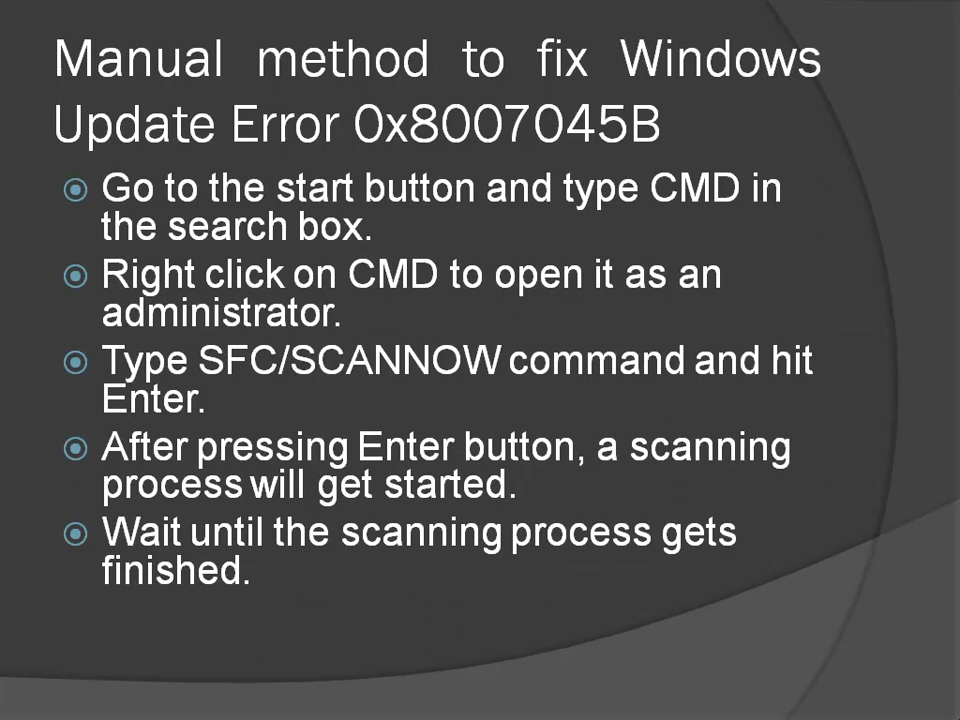 Manual method to fix Windows
Update Error 0x8007045B
Go to the start button and type CMD in
the search box.
Right click on CMD to open it as an
administrator.
Type SFC/SCANNOW command and hit
Enter.
After pressing Enter button, a scanning
process will get started.
Wait until the scanning process gets
finished.